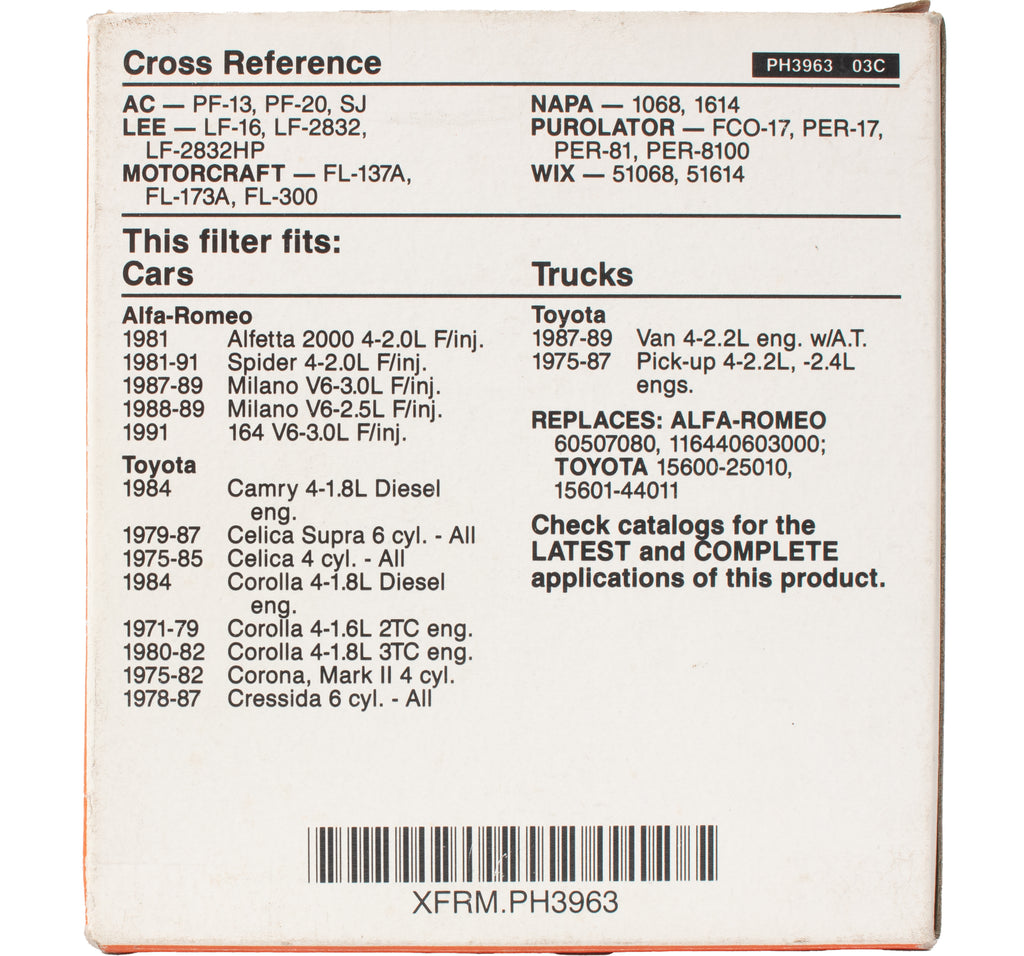 Cross Reference
PH3963 03C
AC — PF-13, PF-20, SJ
LEE — LF-16, LF-2832,
LF-2832HP
MOTORCRAFT — FL-137A,
FL-173A, FL-300
NAPA — 1068, 1614
PUROLATOR — FCO-17, PER-17,
PER-81, PER-8100
WIX — 51068, 51614
This filter fits:
Cars
Alfa-Romeo
1981 Alfetta 2000 4-2.0L F/inj.
1981-91 Spider 4-2.0L F/inj.
1987-89 Milano V6-3.0L F/inj.
1988-89 Milano V6-2.5L F/inj.
1991 164 V6-3.0L F/inj.
Toyota
1984 Camry 4-1.8L Diesel
eng.
1979-87 Celica Supra 6 cyl. - All
1975-85 Celica 4 cyl. - All
1984 Corolla 4-1.8L Diesel
eng.
1971-79 Corolla 4-1.6L 2TC eng.
1980-82 Corolla 4-1.8L 3TC eng.
1975-82 Corona, Mark II 4 cyl.
1978-87 Cressida 6 cyl. - All
Trucks
Toyota
1987-89 Van 4-2.2L eng. w/A.T.
1975-87 Pick-up 4-2.2L, -2.4L
engs.
REPLACES: ALFA-ROMEO
60507080, 116440603000;
TOYOTA 15600-25010,
15601-44011
Check catalogs for the
LATEST and COMPLETE
applications of this product.
XFRM.PH3963